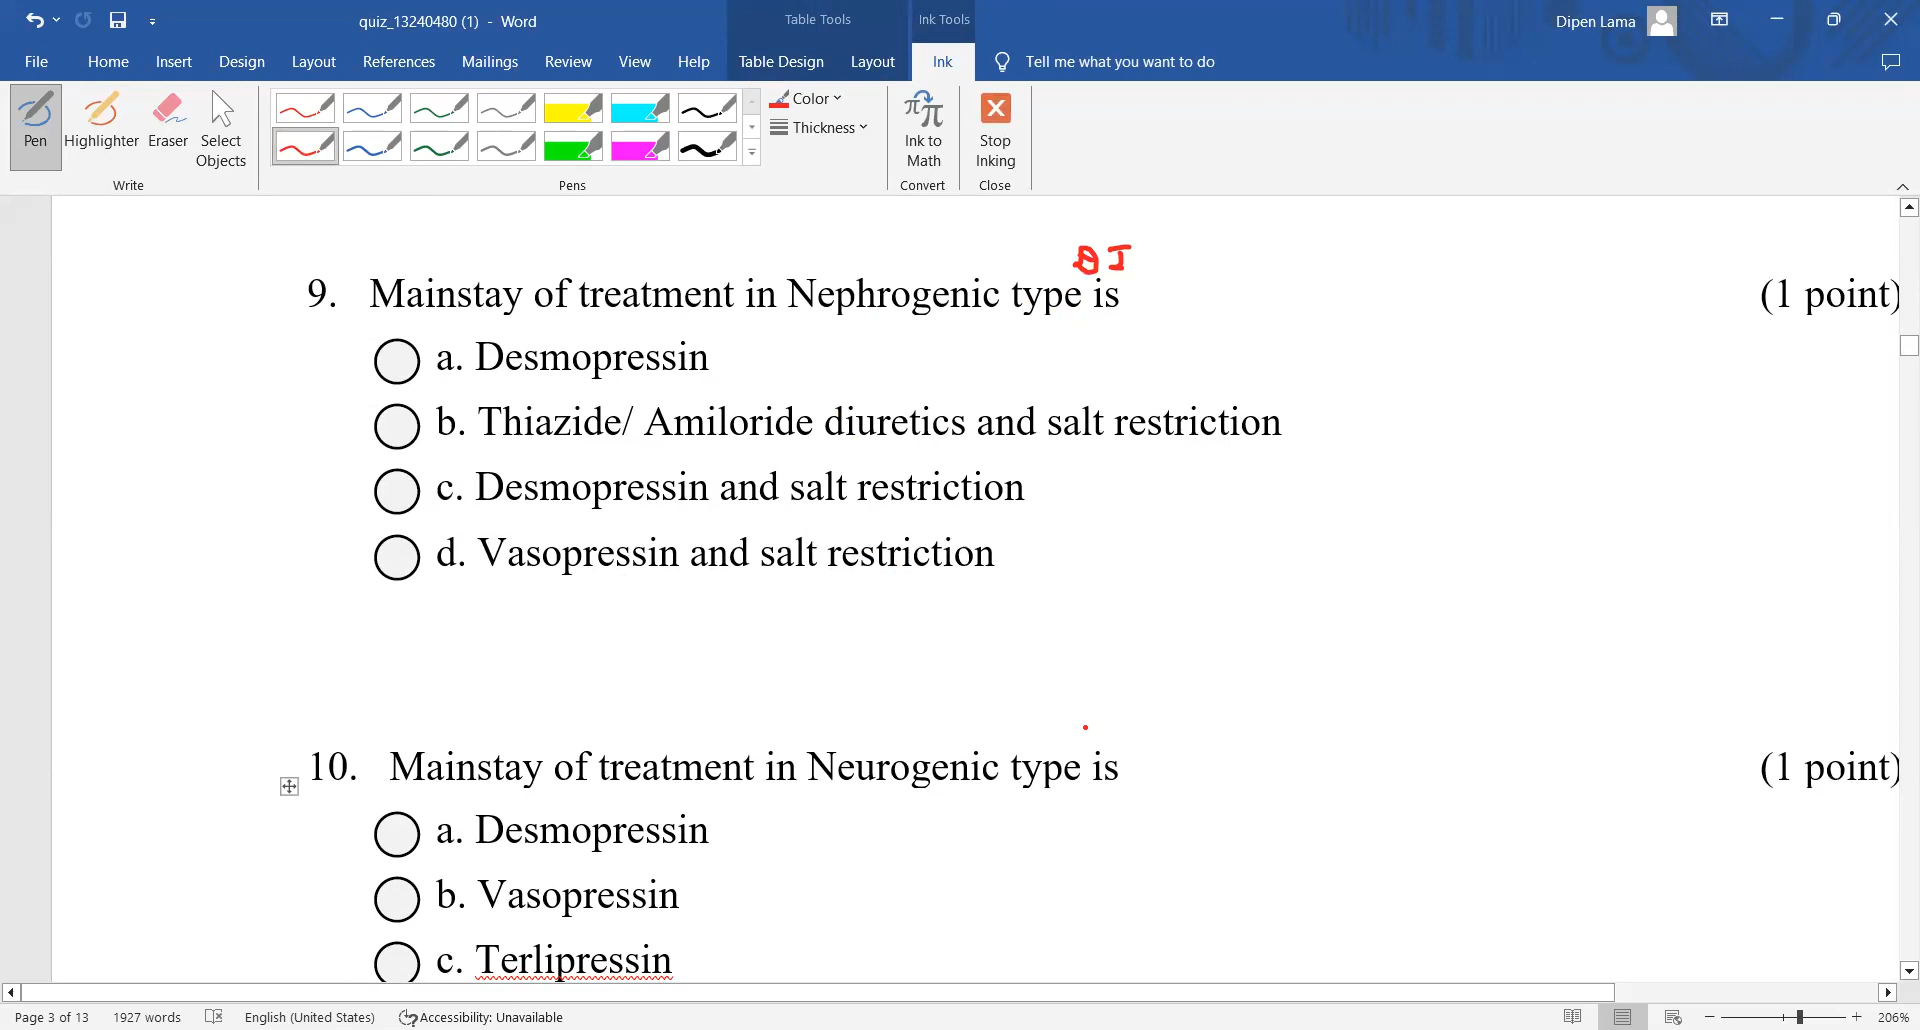 quiz_13240480 (1) - Word
Table Tools
Ink Tools
Dipen Lama
File Home Insert Design Layout References Mailings Review View Help Table Design Layout Ink Tell me what you want to do
Pen Highlighter Eraser Select Objects
Write
Pens
Color
Thickness
Ink to Math
Convert
Stop Inking
Close
DI
9. Mainstay of treatment in Nephrogenic type is (1 point)
a. Desmopressin
b. Thiazide/ Amiloride diuretics and salt restriction
c. Desmopressin and salt restriction
d. Vasopressin and salt restriction
10. Mainstay of treatment in Neurogenic type is (1 point)
a. Desmopressin
b. Vasopressin
c. Terlipressin
Page 3 of 13 1927 words English (United States) Accessibility: Unavailable 206%